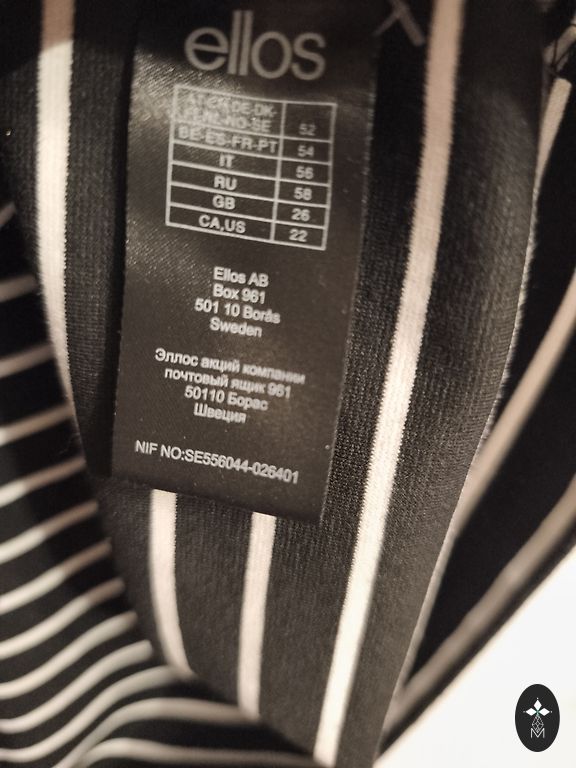 ellos
AT-CH-DE-DK-
FI-NL-NO-SE 52
BE-ES-FR-PT 54
IT 56
RU 58
GB 26
CA,US 22
Ellos AB
Box 961
501 10 Borås
Sweden
Эллос акций компании
почтовый ящик 961
50110 Борас
Швеция
NIF NO:SE556044-026401
M